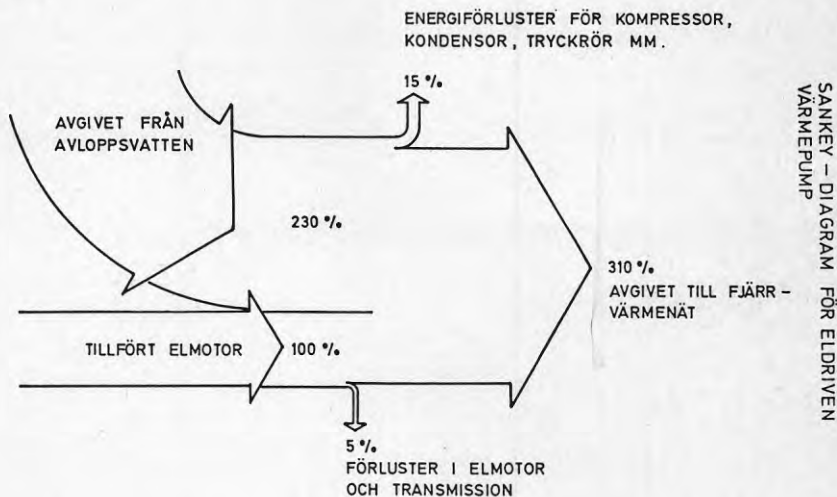 ENERGIFÖRLUSTER FÖR KOMPRESSOR,
KONDENSOR, TRYCKRÖR MM.
15 %
AVGIVET FRÅN
AVLOPPSVATTEN
230 %
310 %
AVGIVET TILL FJÄRR-
VÄRMENÄT
TILLFÖRT ELMOTOR
100 %
5 %
FÖRLUSTER I ELMOTOR
OCH TRANSMISSION
SANKEY – DIAGRAM FÖR ELDRIVEN
VÄRMEPUMP